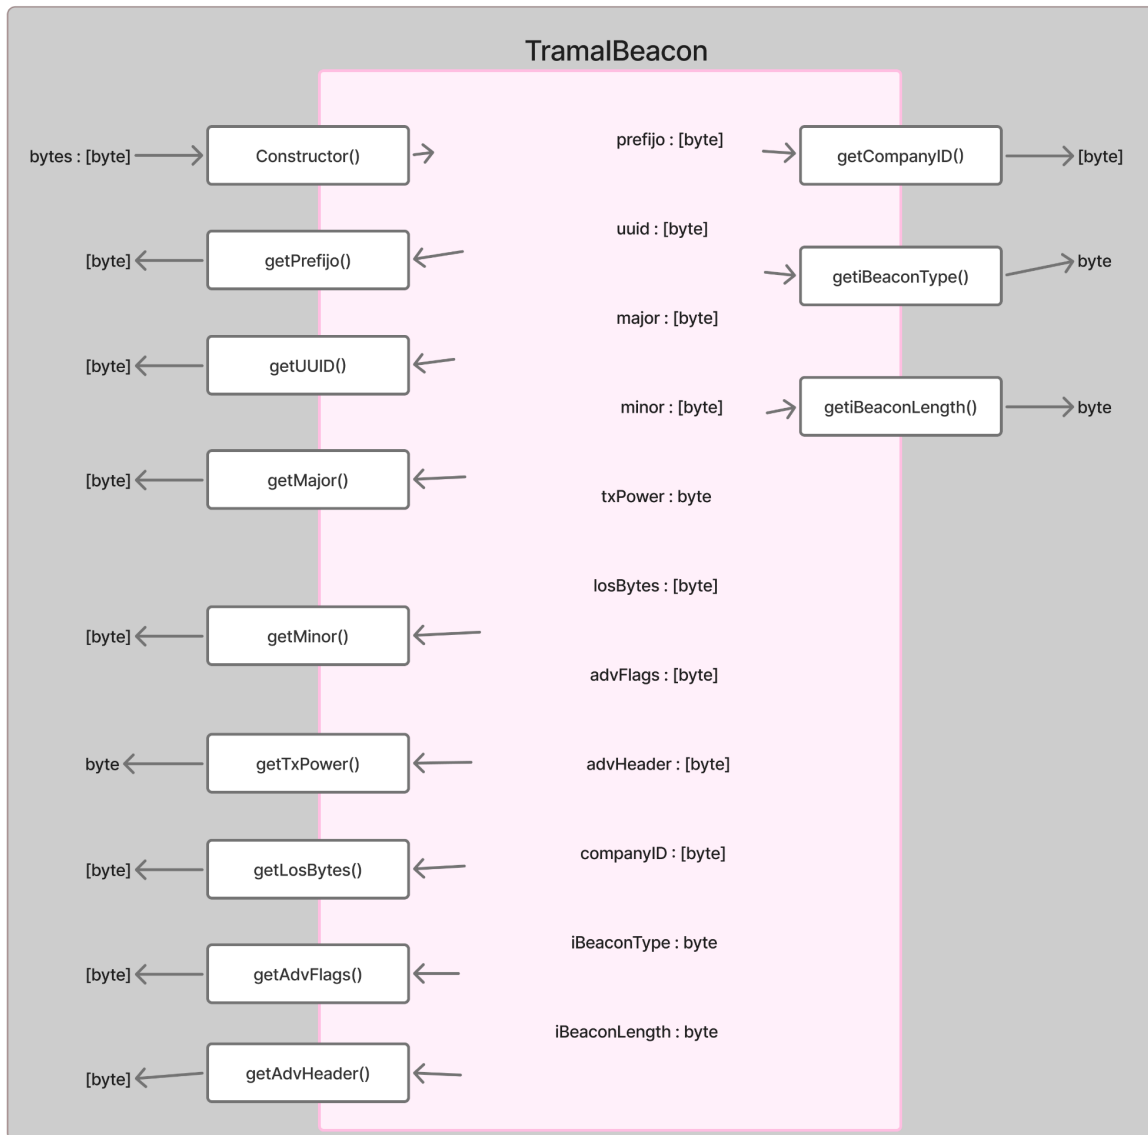 TramaIBeacon
bytes : [byte]
Constructor()
prefijo : [byte]
getCompanyID()
[byte]
uuid : [byte]
[byte]
getPrefijo()
getiBeaconType()
byte
major : [byte]
[byte]
getUUID()
minor : [byte]
getiBeaconLength()
byte
[byte]
getMajor()
txPower : byte
losBytes : [byte]
[byte]
getMinor()
advFlags : [byte]
byte
getTxPower()
advHeader : [byte]
companyID : [byte]
[byte]
getLosBytes()
iBeaconType : byte
[byte]
getAdvFlags()
iBeaconLength : byte
[byte]
getAdvHeader()